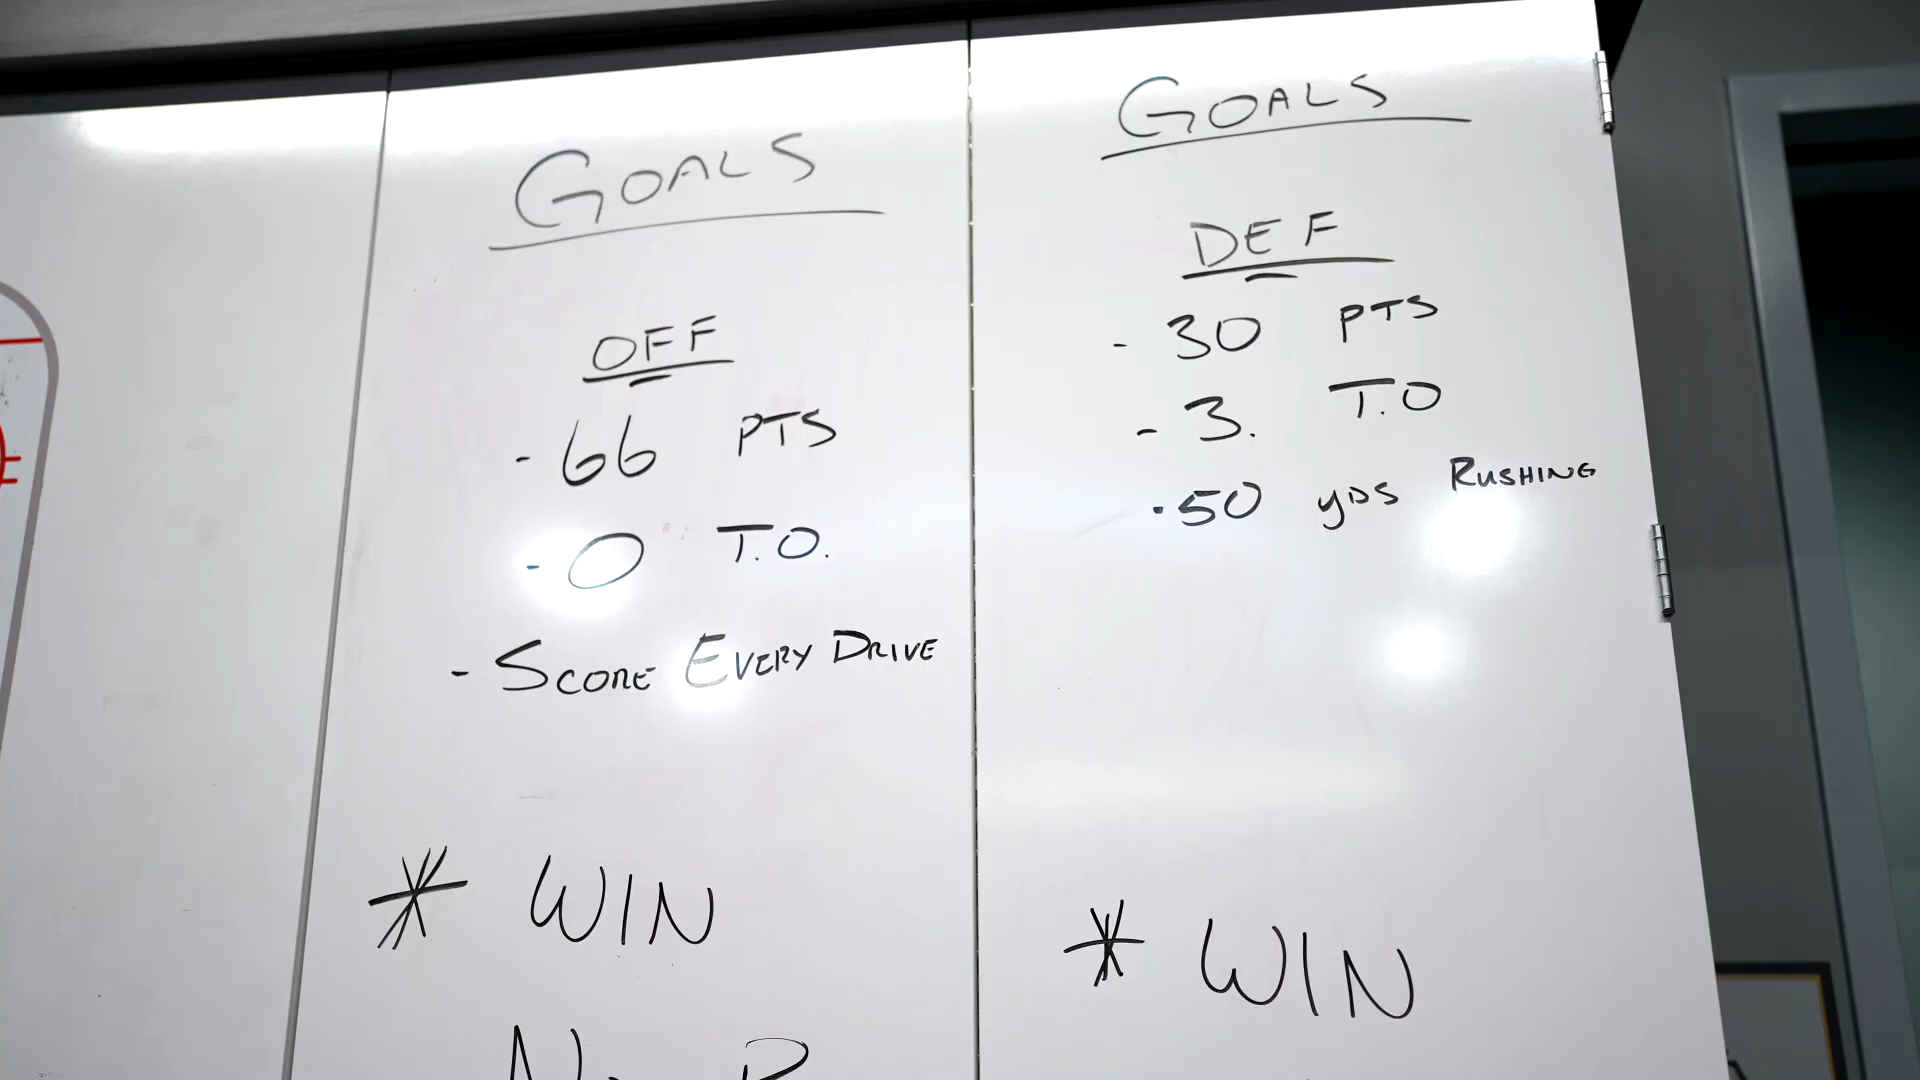 GOALS
OFF
- 66 PTS
- 0 T.O.
- SCORE EVERY DRIVE
* WIN
GOALS
DEF
- 30 PTS
- 3. T.O
- 50 yDS RUSHING
* WIN